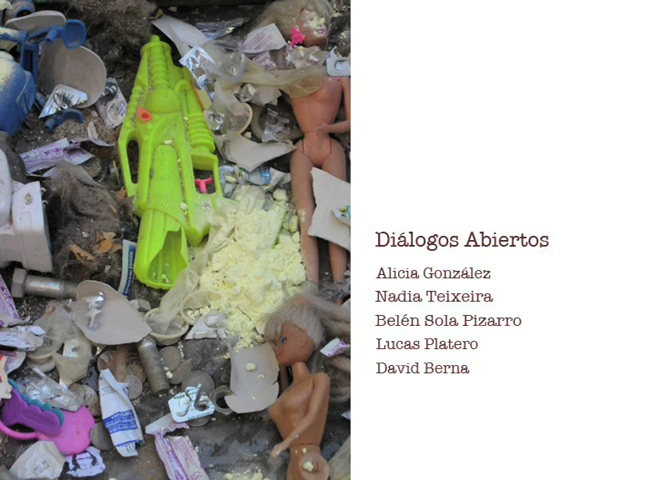 Diálogos Abiertos
Alicia González
Nadia Teixeira
Belén Sola Pizarro
Lucas Platero
David Berna